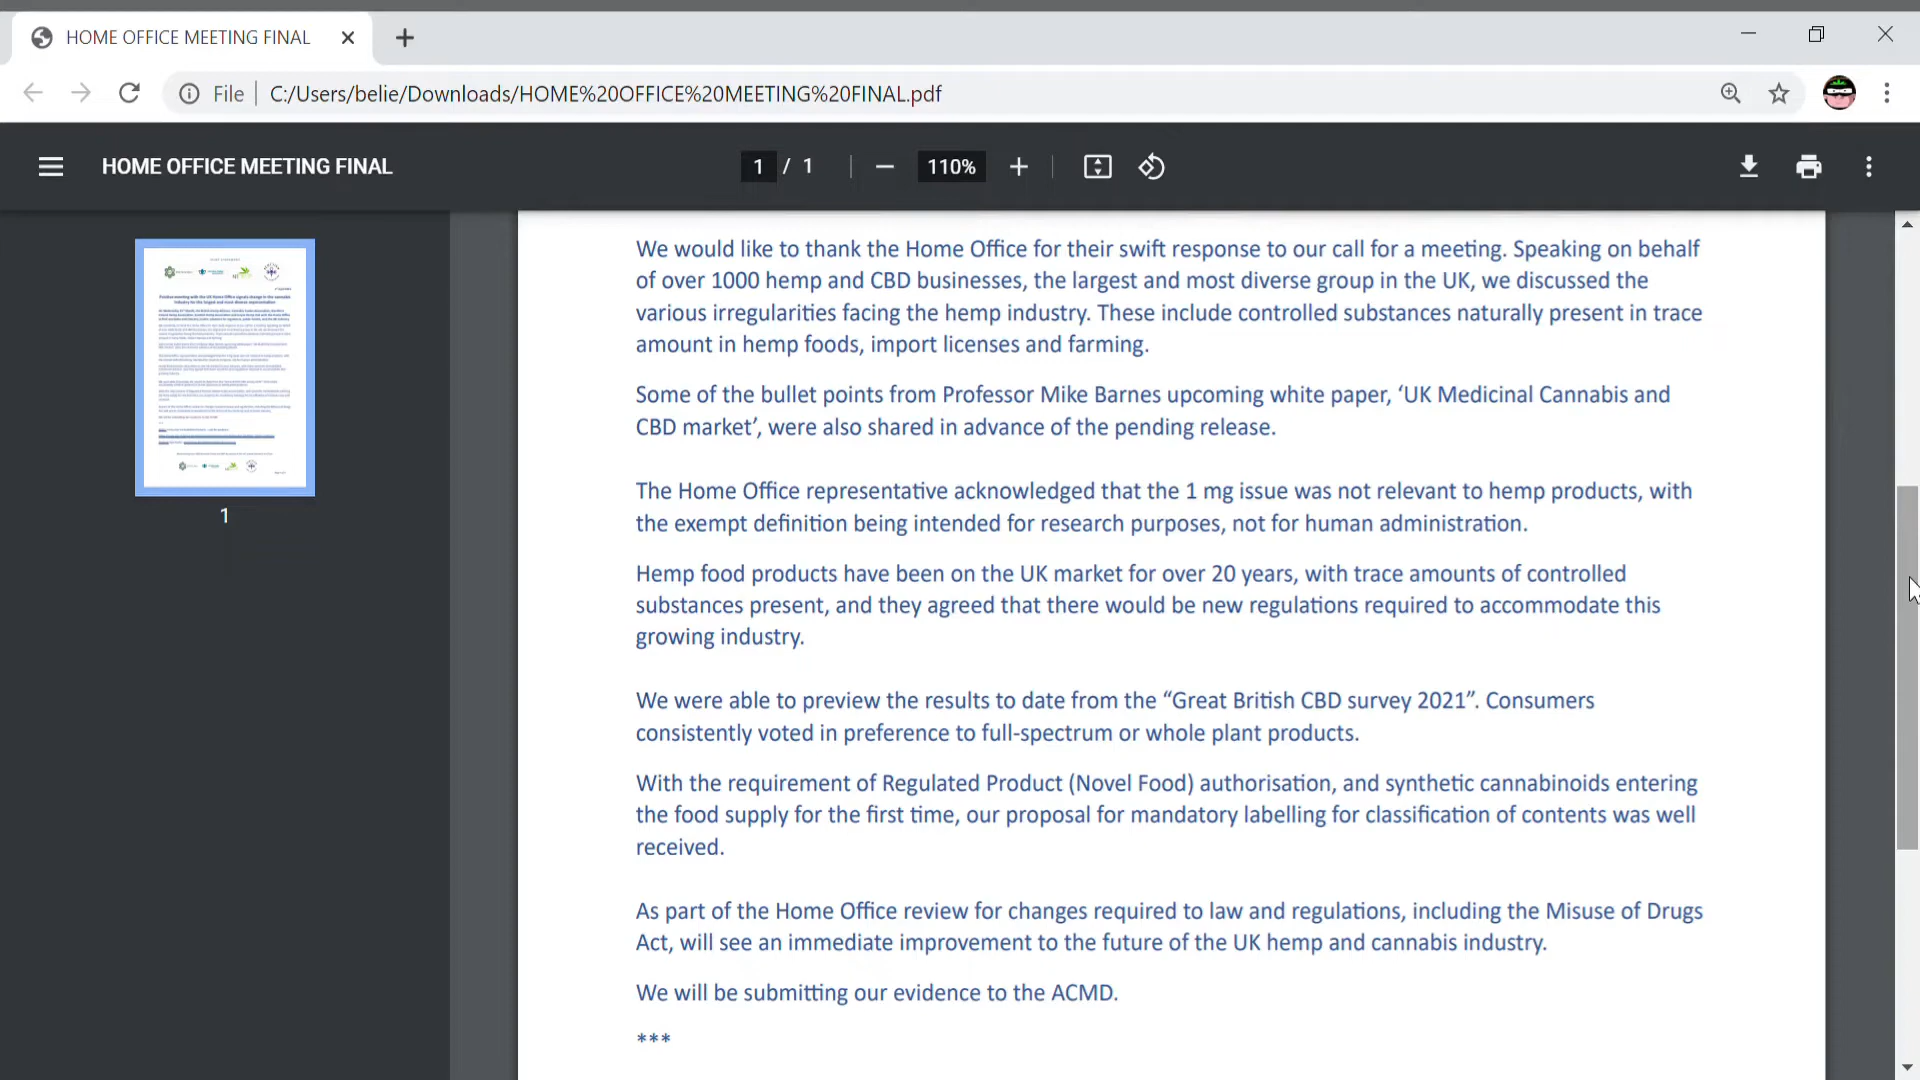 HOME OFFICE MEETING FINAL
File
C:/Users/belie/Downloads/HOME%20OFFICE%20MEETING%20FINAL.pdf
HOME OFFICE MEETING FINAL
1 / 1
110%
We would like to thank the Home Office for their swift response to our call for a meeting. Speaking on behalf
of over 1000 hemp and CBD businesses, the largest and most diverse group in the UK, we discussed the
various irregularities facing the hemp industry. These include controlled substances naturally present in trace
amount in hemp foods, import licenses and farming.
Some of the bullet points from Professor Mike Barnes upcoming white paper, ‘UK Medicinal Cannabis and
CBD market’, were also shared in advance of the pending release.
The Home Office representative acknowledged that the 1 mg issue was not relevant to hemp products, with
the exempt definition being intended for research purposes, not for human administration.
Hemp food products have been on the UK market for over 20 years, with trace amounts of controlled
substances present, and they agreed that there would be new regulations required to accommodate this
growing industry.
We were able to preview the results to date from the “Great British CBD survey 2021”. Consumers
consistently voted in preference to full-spectrum or whole plant products.
With the requirement of Regulated Product (Novel Food) authorisation, and synthetic cannabinoids entering
the food supply for the first time, our proposal for mandatory labelling for classification of contents was well
received.
As part of the Home Office review for changes required to law and regulations, including the Misuse of Drugs
Act, will see an immediate improvement to the future of the UK hemp and cannabis industry.
We will be submitting our evidence to the ACMD.
***
1